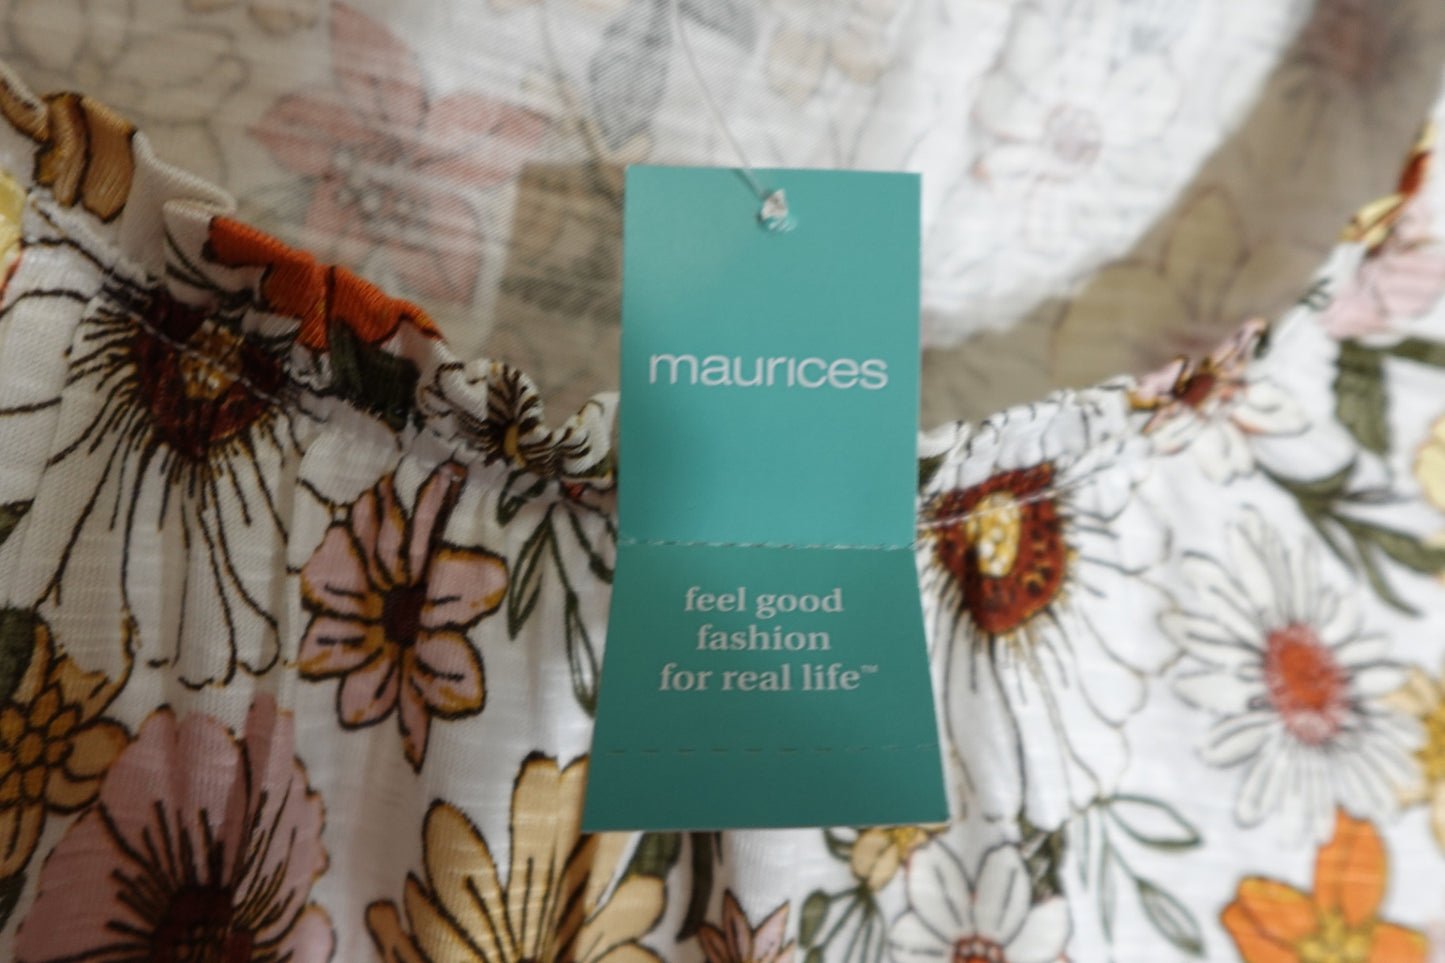 maurices
feel good
fashion
for real life™